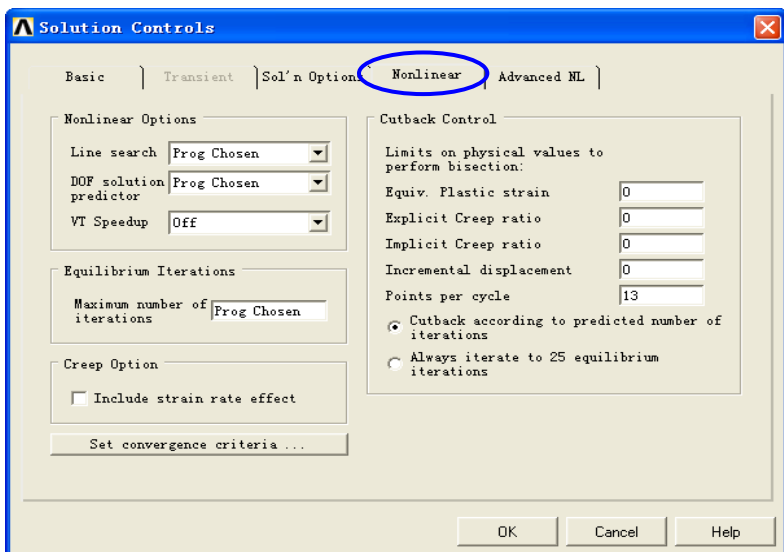 Solution Controls
Basic
Transient
Sol'n Option
Nonlinear
Advanced NL
Nonlinear Options
Line search
Prog Chosen
DOF solution
predictor
Prog Chosen
VT Speedup
Off
Equilibrium Iterations
Maximum number of
iterations
Prog Chosen
Creep Option
Include strain rate effect
Set convergence criteria ...
Cutback Control
Limits on physical values to
perform bisection:
Equiv. Plastic strain
0
Explicit Creep ratio
0
Implicit Creep ratio
0
Incremental displacement
0
Points per cycle
13
Cutback according to predicted number of
iterations
Always iterate to 25 equilibrium
iterations
OK
Cancel
Help